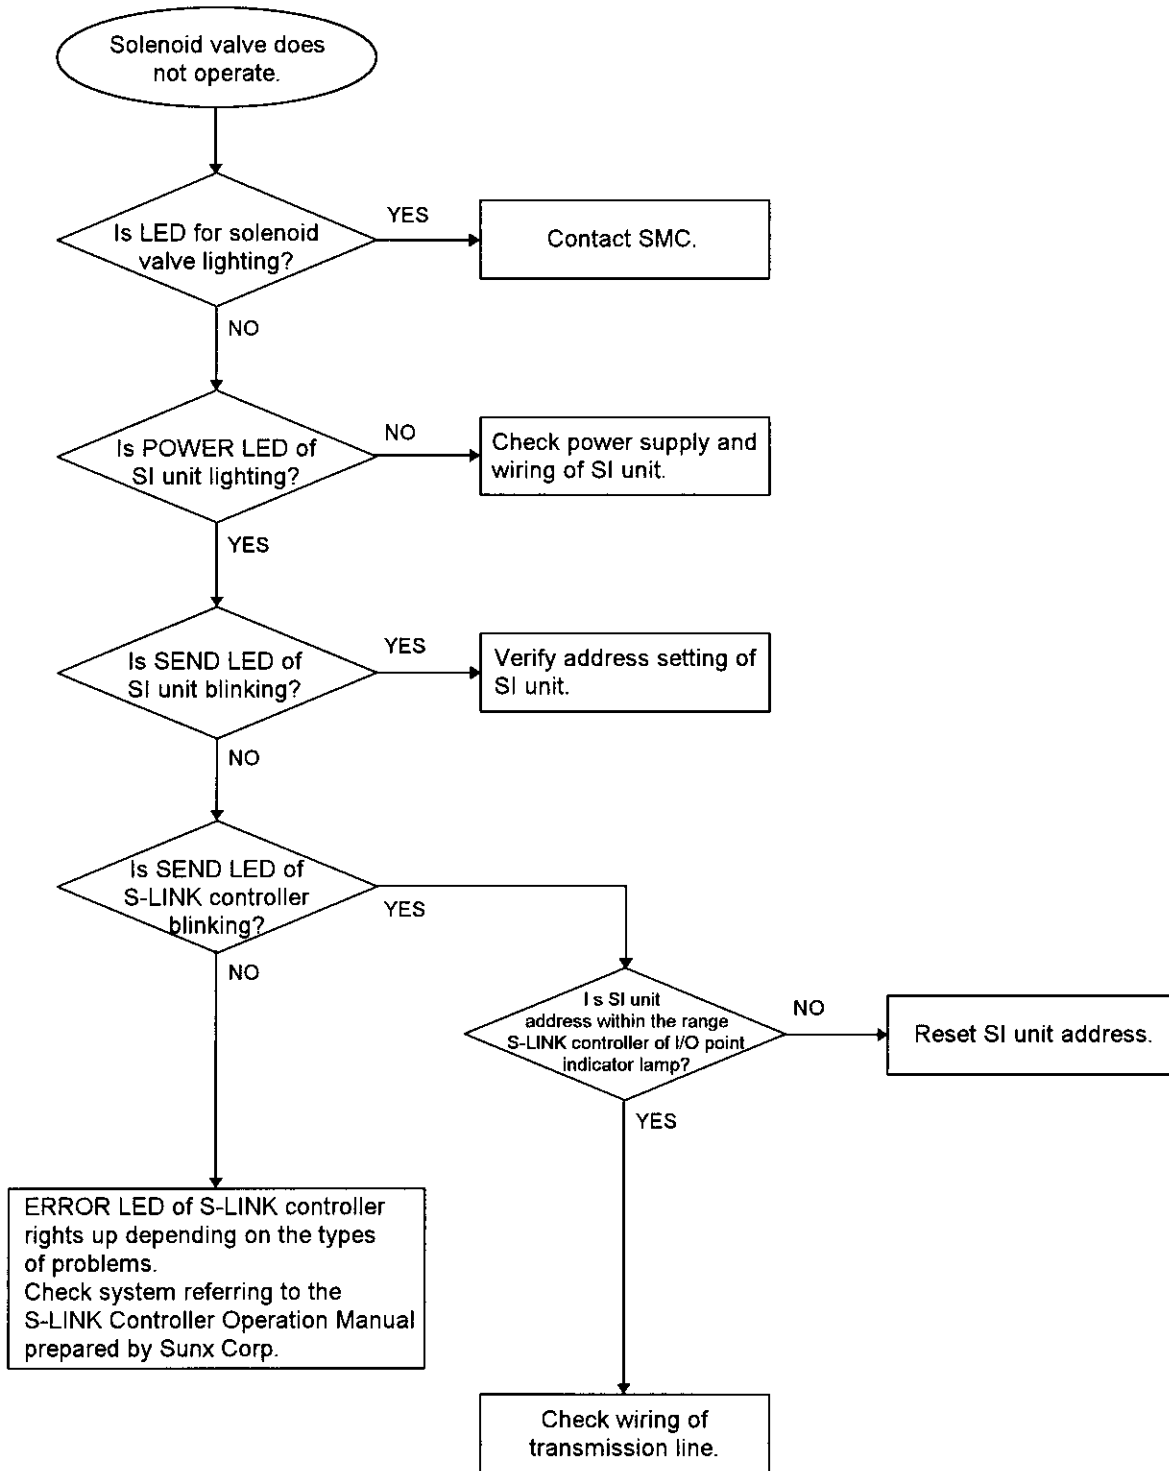 Solenoid valve does
not operate.
Is LED for solenoid
valve lighting?
YES
Contact SMC.
NO
Is POWER LED of
SI unit lighting?
NO
Check power supply and
wiring of SI unit.
YES
Is SEND LED of
SI unit blinking?
YES
Verify address setting of
SI unit.
NO
Is SEND LED of
S-LINK controller
blinking?
YES
NO
I s SI unit
address within the range
S-LINK controller of I/O point
indicator lamp?
NO
Reset SI unit address.
YES
ERROR LED of S-LINK controller
rights up depending on the types
of problems.
Check system referring to the
S-LINK Controller Operation Manual
prepared by Sunx Corp.
Check wiring of
transmission line.